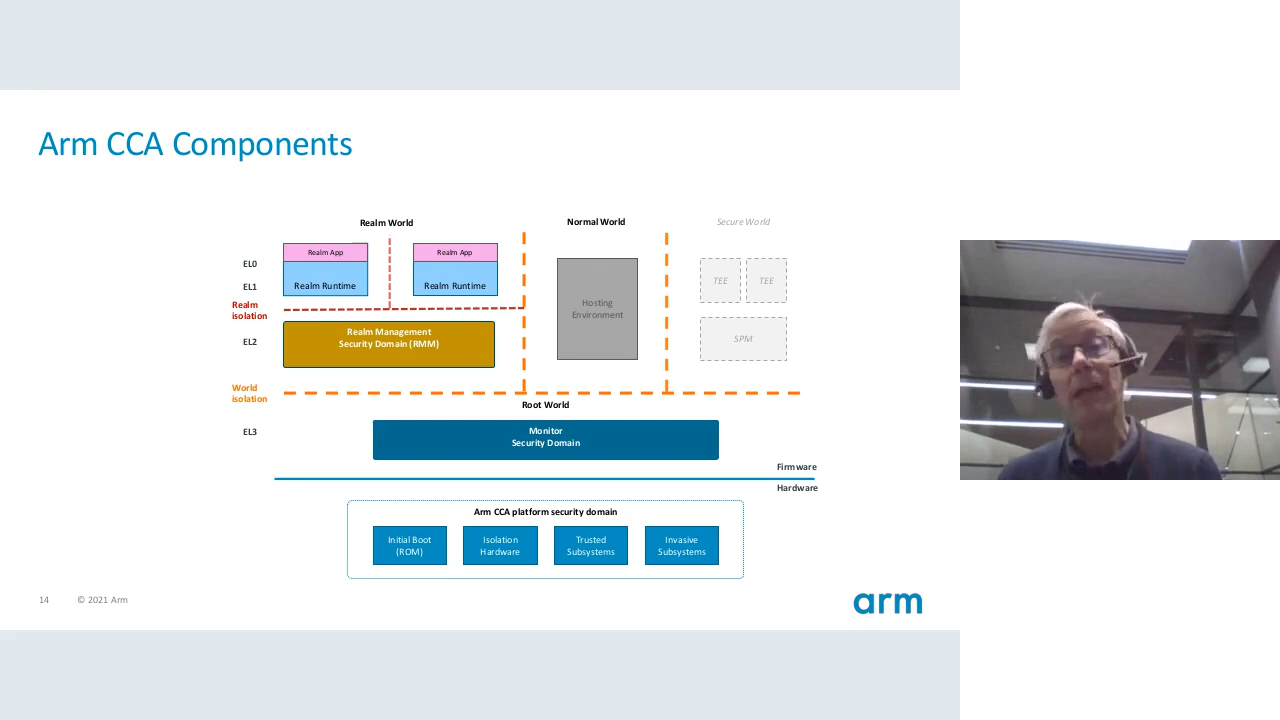 Arm CCA Components
Realm World
Normal World
Secure World
Realm App
Realm App
EL0
EL1
Realm Runtime
Realm Runtime
TEE
TEE
Realm
isolation
Hosting
Environment
EL2
Realm Management
Security Domain (RMM)
SPM
World
isolation
Root World
EL3
Monitor
Security Domain
Firmware
Hardware
Arm CCA platform security domain
Initial Boot
(ROM)
Isolation
Hardware
Trusted
Subsystems
Invasive
Subsystems
14
© 2021 Arm
arm